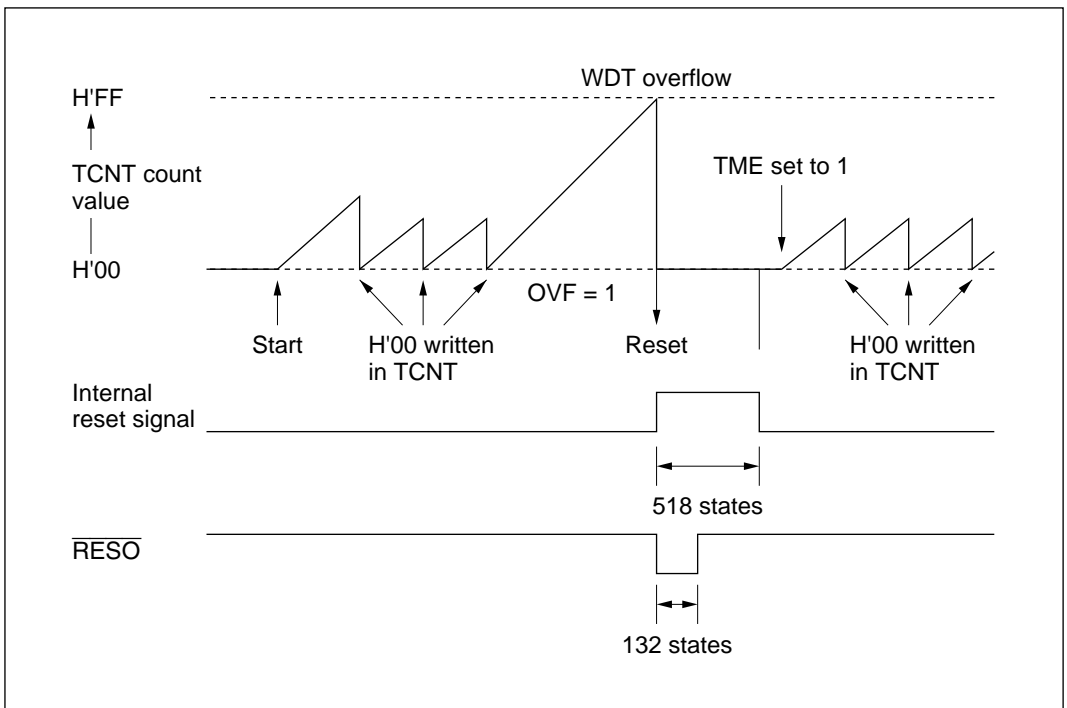 WDT overflow
H'FF
TCNT count
value
TME set to 1
H'00
OVF = 1
Start
H'00 written
in TCNT
Reset
H'00 written
in TCNT
Internal
reset signal
518 states
RESO
132 states